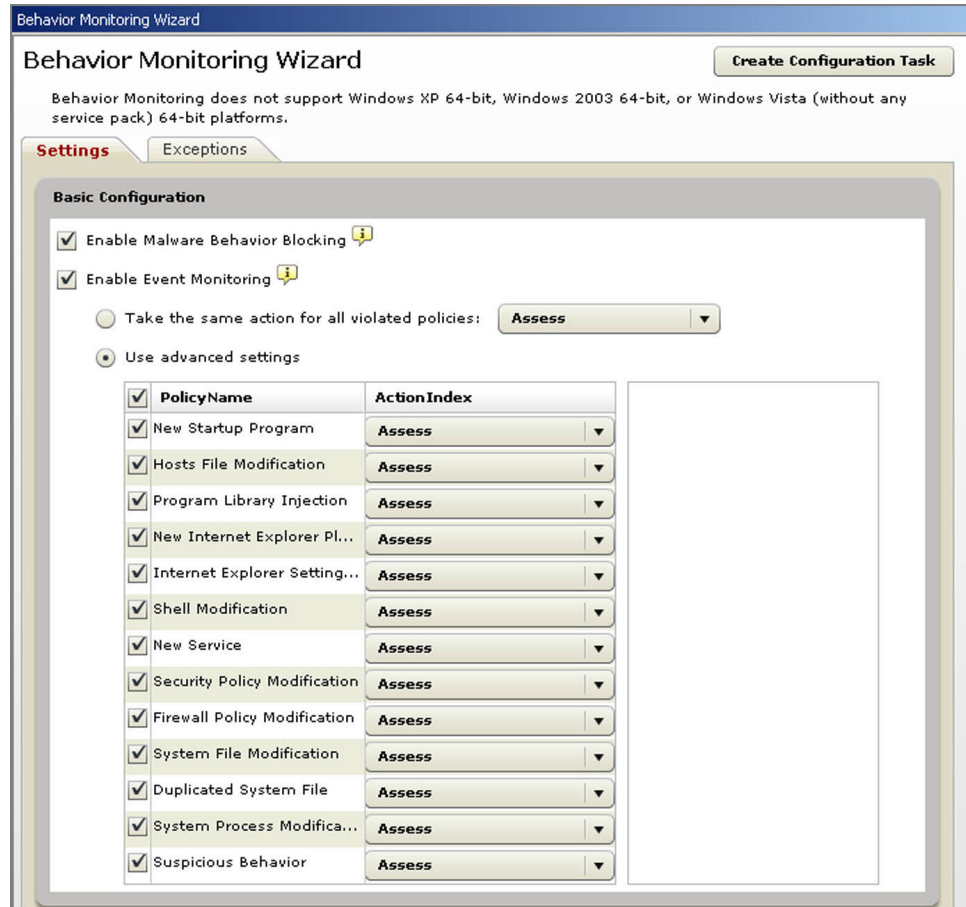 Behavior Monitoring Wizard
Behavior Monitoring Wizard
Create Configuration Task
Behavior Monitoring does not support Windows XP 64-bit, Windows 2003 64-bit, or Windows Vista (without any
service pack) 64-bit platforms.
Settings
Exceptions
Basic Configuration
Enable Malware Behavior Blocking
Enable Event Monitoring
Take the same action for all violated policies: Assess
Use advanced settings
PolicyName ActionIndex
New Startup Program Assess
Hosts File Modification Assess
Program Library Injection Assess
New Internet Explorer Pl... Assess
Internet Explorer Setting... Assess
Shell Modification Assess
New Service Assess
Security Policy Modification Assess
Firewall Policy Modification Assess
System File Modification Assess
Duplicated System File Assess
System Process Modifica... Assess
Suspicious Behavior Assess